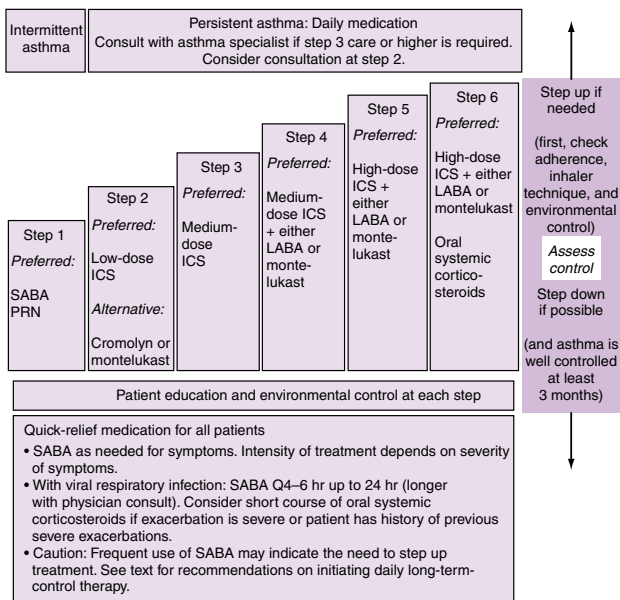 Intermittent
asthma
Persistent asthma: Daily medication
Consult with asthma specialist if step 3 care or higher is required.
Consider consultation at step 2.
Step 1
Preferred:
SABA
PRN
Step 2
Preferred:
Low-dose
ICS
Alternative:
Cromolyn or
montelukast
Step 3
Preferred:
Medium-
dose
ICS
Step 4
Preferred:
Medium-
dose ICS
+ either
LABA or
monte-
lukast
Step 5
Preferred:
High-dose
ICS +
either
LABA or
monte-
lukast
Step 6
Preferred:
High-dose
ICS + either
LABA or
montelukast
Oral
systemic
cortico-
steroids
Step up if
needed
(first, check
adherence,
inhaler
technique, and
environmental
control)
Assess
control
Step down
if possible
(and asthma is
well controlled
at least
3 months)
Patient education and environmental control at each step
Quick-relief medication for all patients
• SABA as needed for symptoms. Intensity of treatment depends on severity
of symptoms.
• With viral respiratory infection: SABA Q4–6 hr up to 24 hr (longer
with physician consult). Consider short course of oral systemic
corticosteroids if exacerbation is severe or patient has history of previous
severe exacerbations.
• Caution: Frequent use of SABA may indicate the need to step up
treatment. See text for recommendations on initiating daily long-term-
control therapy.